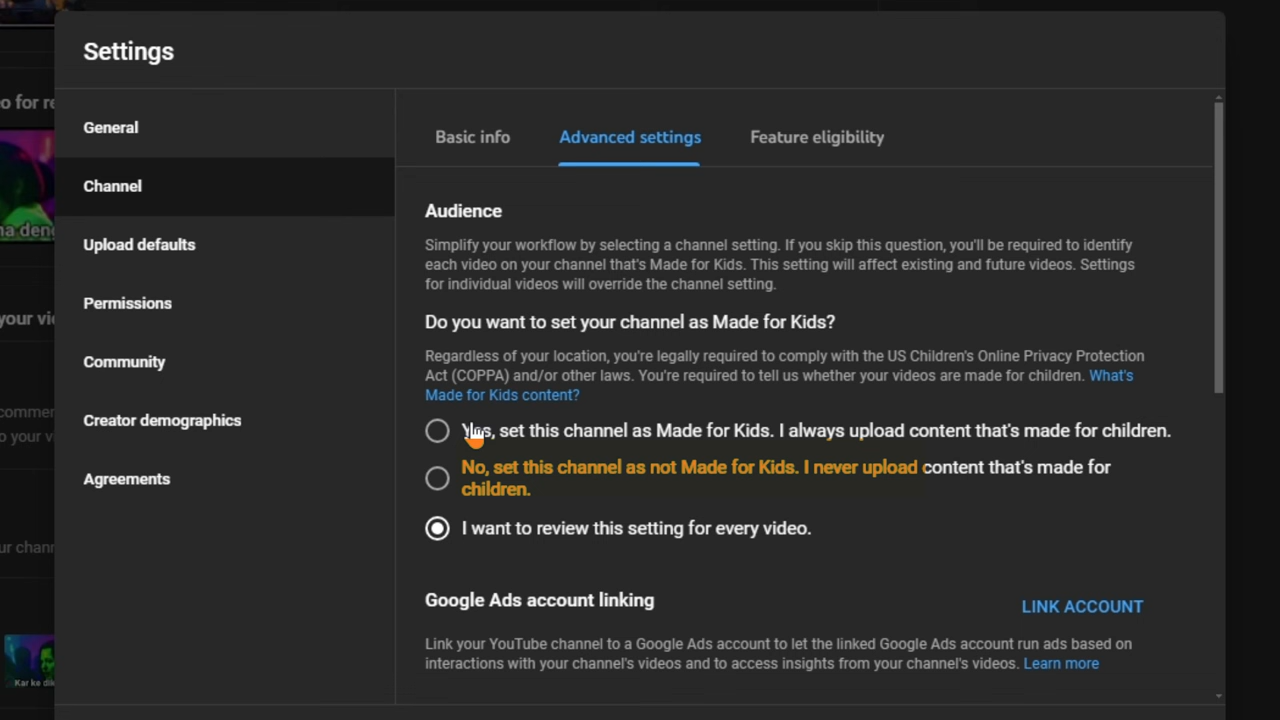 Settings
General
Channel
Upload defaults
Permissions
Community
Creator demographics
Agreements
Basic info
Advanced settings
Feature eligibility
Audience
Simplify your workflow by selecting a channel setting. If you skip this question, you'll be required to identify
each video on your channel that's Made for Kids. This setting will affect existing and future videos. Settings
for individual videos will override the channel setting.
Do you want to set your channel as Made for Kids?
Regardless of your location, you're legally required to comply with the US Children's Online Privacy Protection
Act (COPPA) and/or other laws. You're required to tell us whether your videos are made for children. What's
Made for Kids content?
Yes, set this channel as Made for Kids. I always upload content that's made for children.
No, set this channel as not Made for Kids. I never upload content that's made for
children.
I want to review this setting for every video.
Google Ads account linking
LINK ACCOUNT
Link your YouTube channel to a Google Ads account to let the linked Google Ads account run ads based on
interactions with your channel's videos and to access insights from your channel's videos. Learn more
for
your
Kar ke